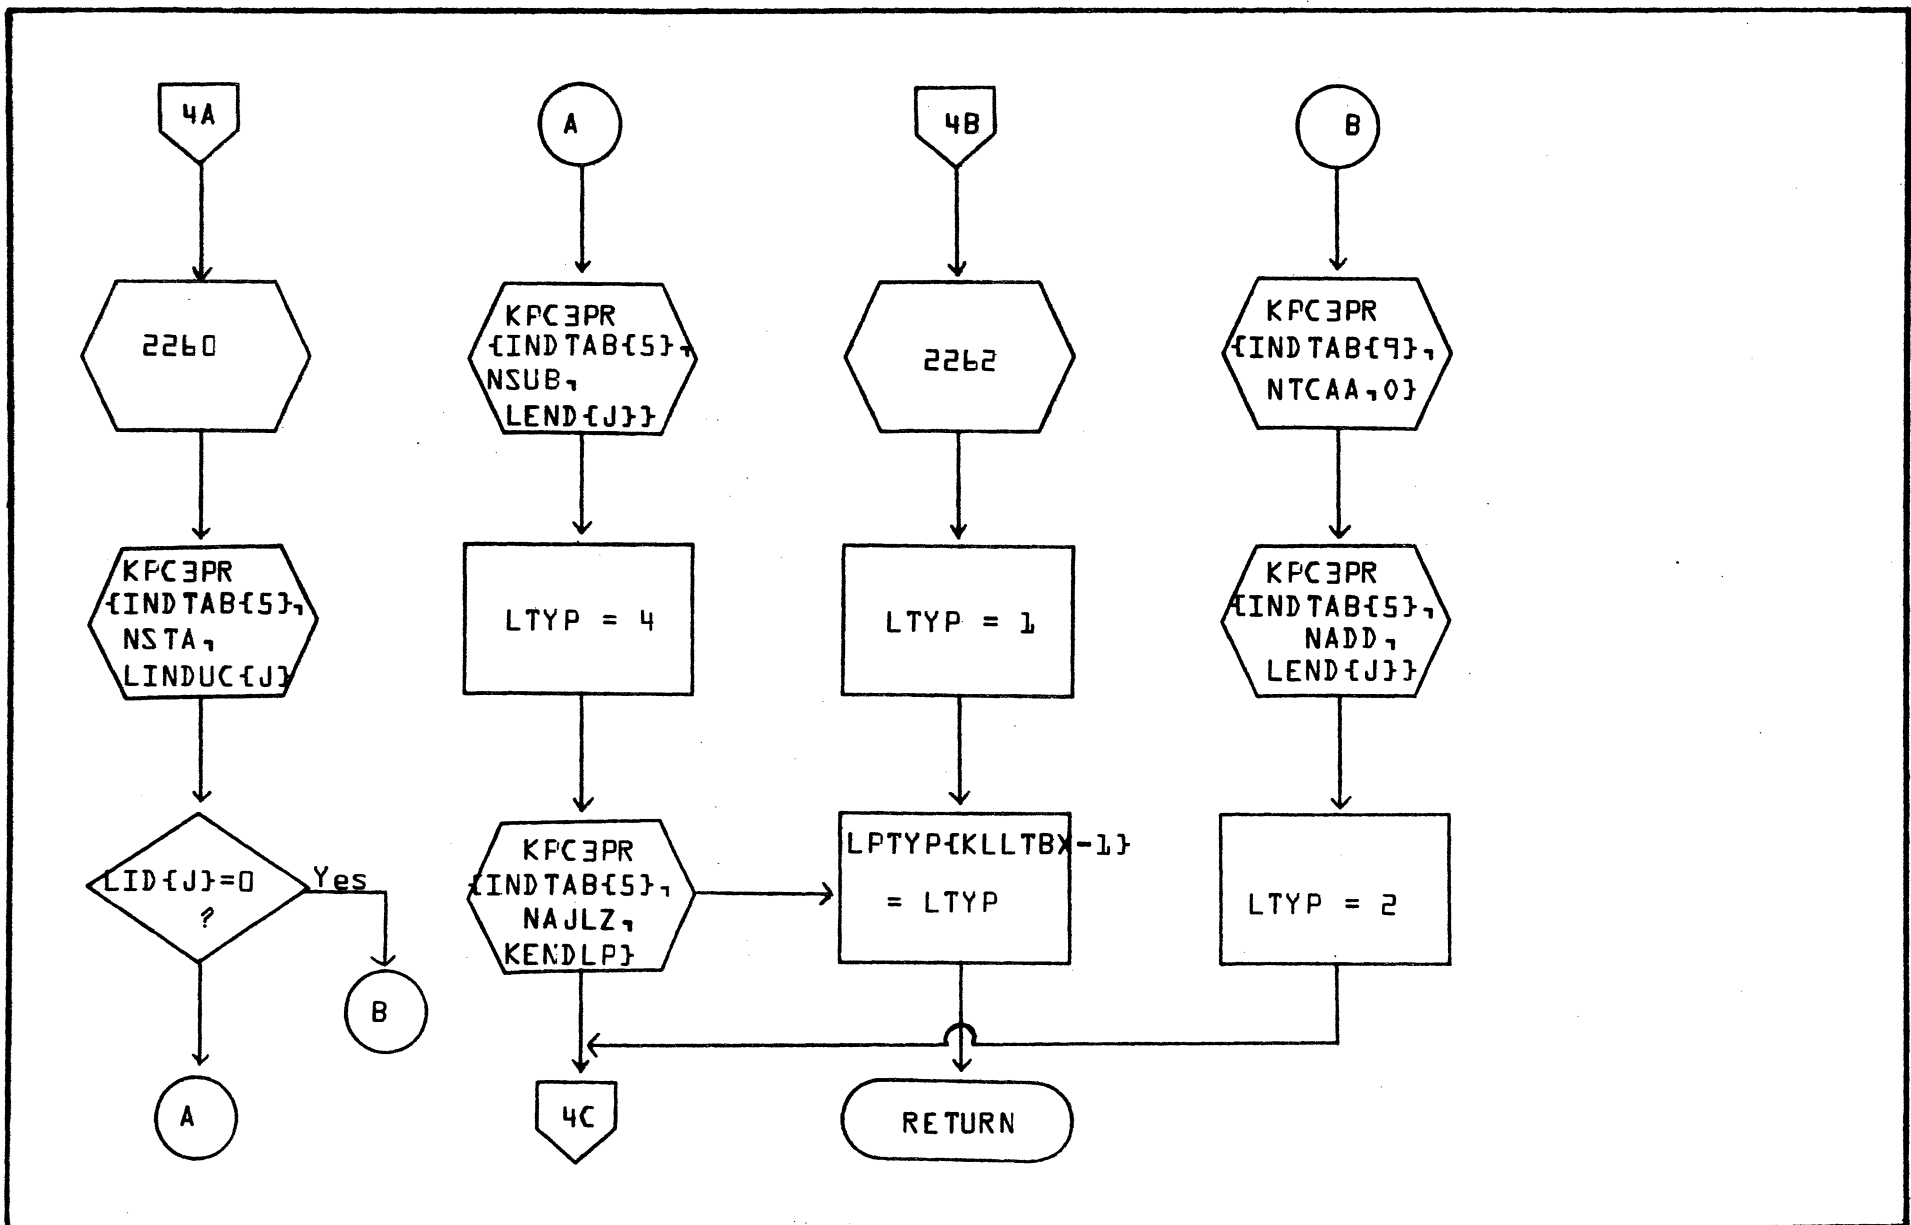 4A
2260
KPC3PR
{INDTAB{5},
NSTA,
LINDUC{J}
LID{J}=0
?
Yes
B
A
A
KPC3PR
{INDTAB{5},
NSUB,
LEND{J}}
LTYP = 4
KPC3PR
{INDTAB{5},
NAJLZ,
KENDLP}
4C
4B
2262
LTYP = 1
LPTYP{KLLTBX-1}
= LTYP
RETURN
B
KPC3PR
{INDTAB{9},
NTCAA,0}
KPC3PR
{INDTAB{5},
NADD,
LEND{J}}
LTYP = 2